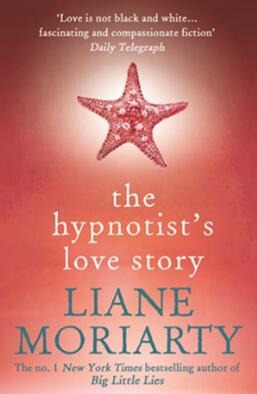 ‘Love is not black and white...
fascinating and compassionate fiction’
Daily Telegraph
the
hypnotist's
love story
LIANE
MORIARTY
The no. 1 New York Times bestselling author of
Big Little Lies